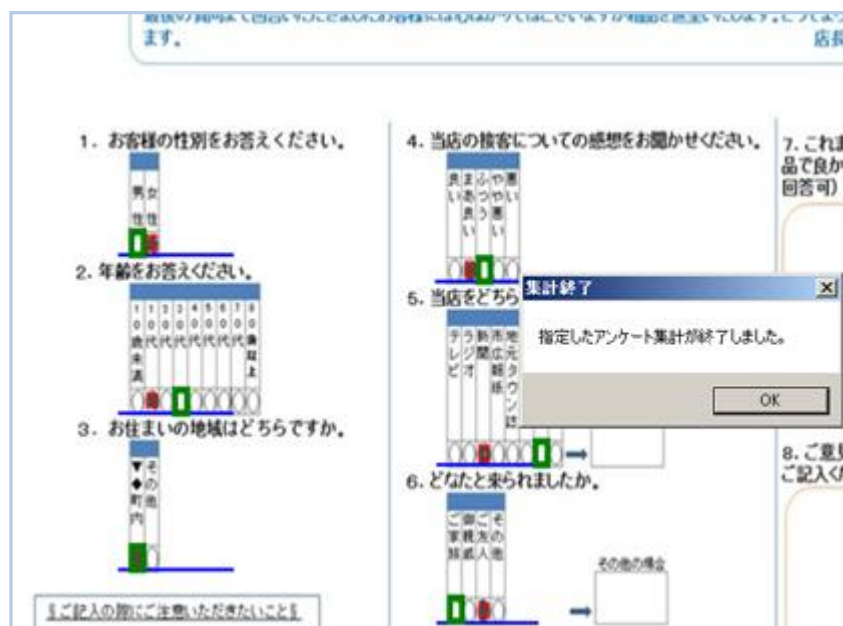 ます。
店長
1. お客様の性別をお答えください。
男性
女性
2. 年齢をお答えください。
10歳未満
10代
20代
30代
40代
50代
60代
70代
80歳以上
3. お住まいの地域はどちらですか。
▼◆町内
その他
§ご記入の際にご注意いただきたいこと§
4. 当店の接客についての感想をお聞かせください。
良い
まあ良い
ふつう
やや悪い
悪い
5. 当店をどちら
テレビ
ラジオ
新聞
市広報紙
地元タウン誌
6. どなたと来られましたか。
ご家族
御親戚
ご友人
その他
その他の場合
7. これま
品で良か
回答可)
8. ご意見
ご記入くだ
集計終了
指定したアンケート集計が終了しました。
OK